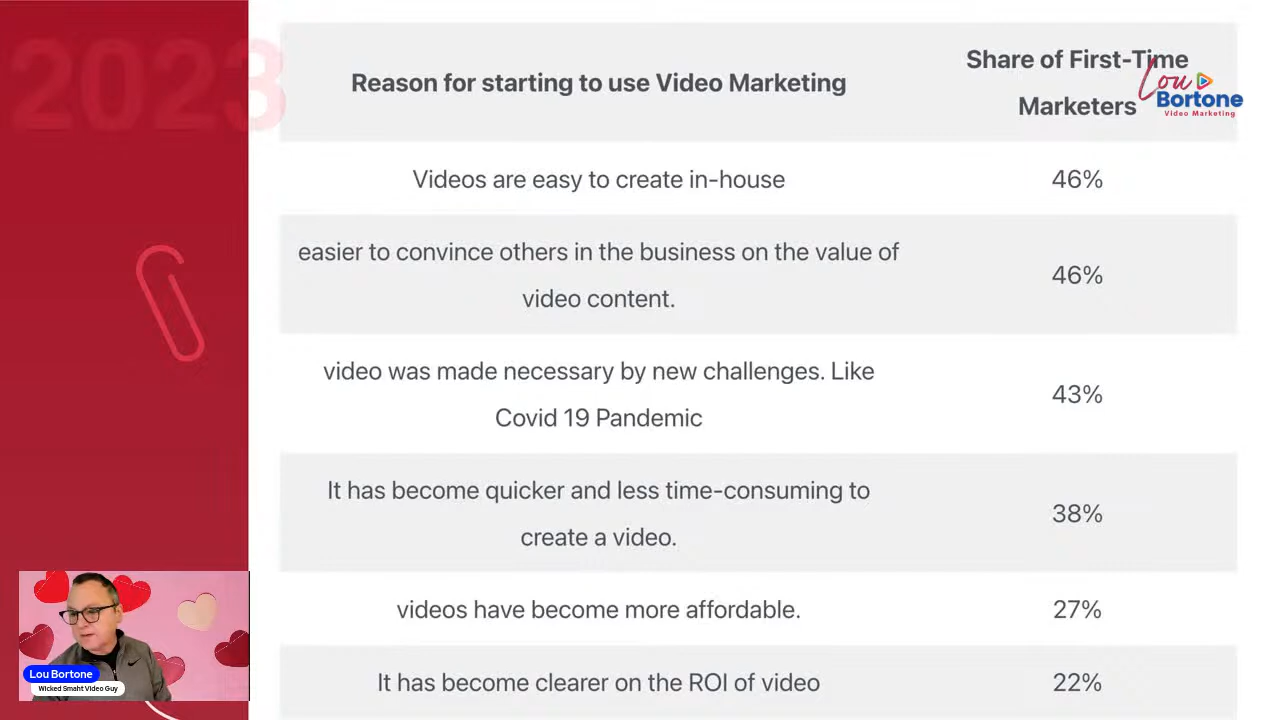 2023
Reason for starting to use Video Marketing
Share of First-Time
Marketers
Lou
Bortone
Video Marketing
Videos are easy to create in-house
46%
easier to convince others in the business on the value of
video content.
46%
video was made necessary by new challenges. Like
Covid 19 Pandemic
43%
It has become quicker and less time-consuming to
create a video.
38%
videos have become more affordable.
27%
It has become clearer on the ROI of video
22%
Lou Bortone
Wicked Smaht Video Guy